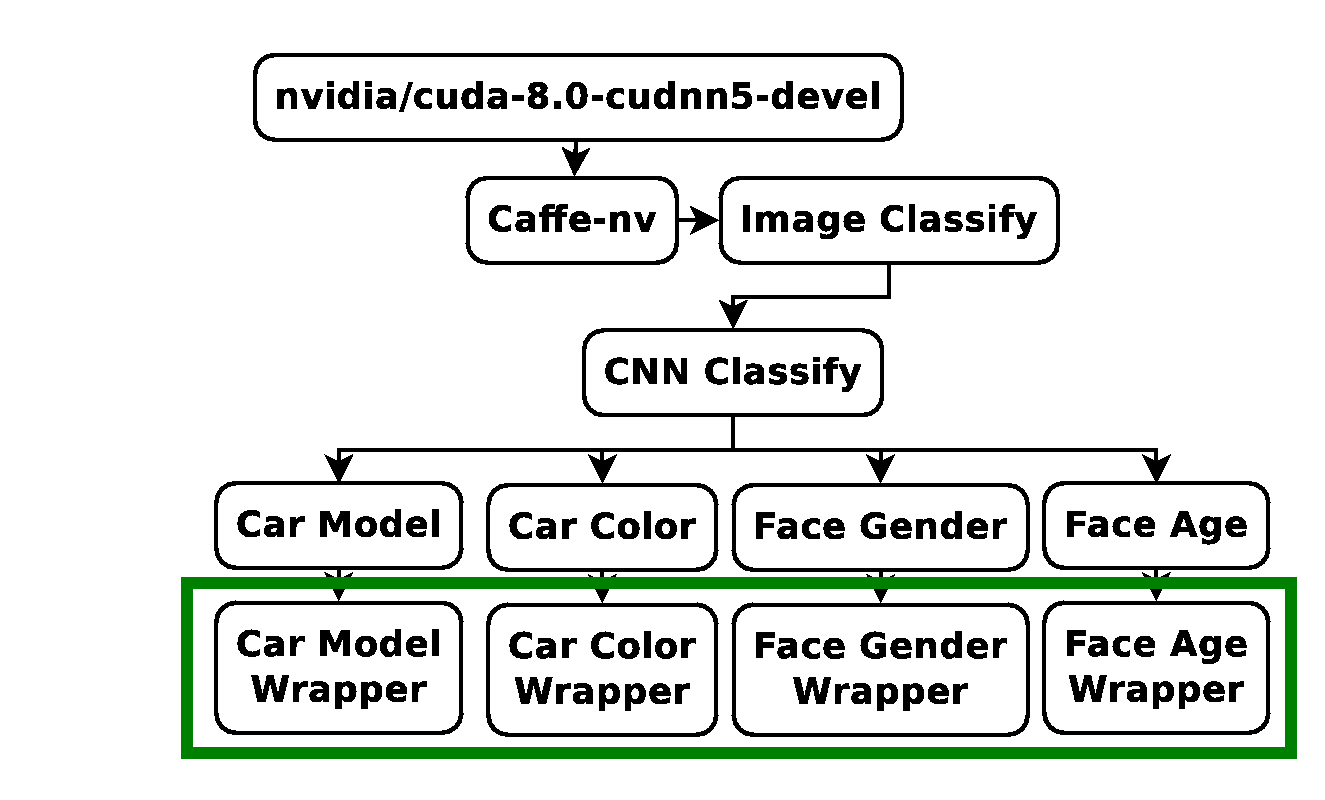 nvidia/cuda-8.0-cudnn5-devel
Caffe-nv
Image Classify
CNN Classify
Car Model
Car Color
Face Gender
Face Age
Car Model
Wrapper
Car Color
Wrapper
Face Gender
Wrapper
Face Age
Wrapper